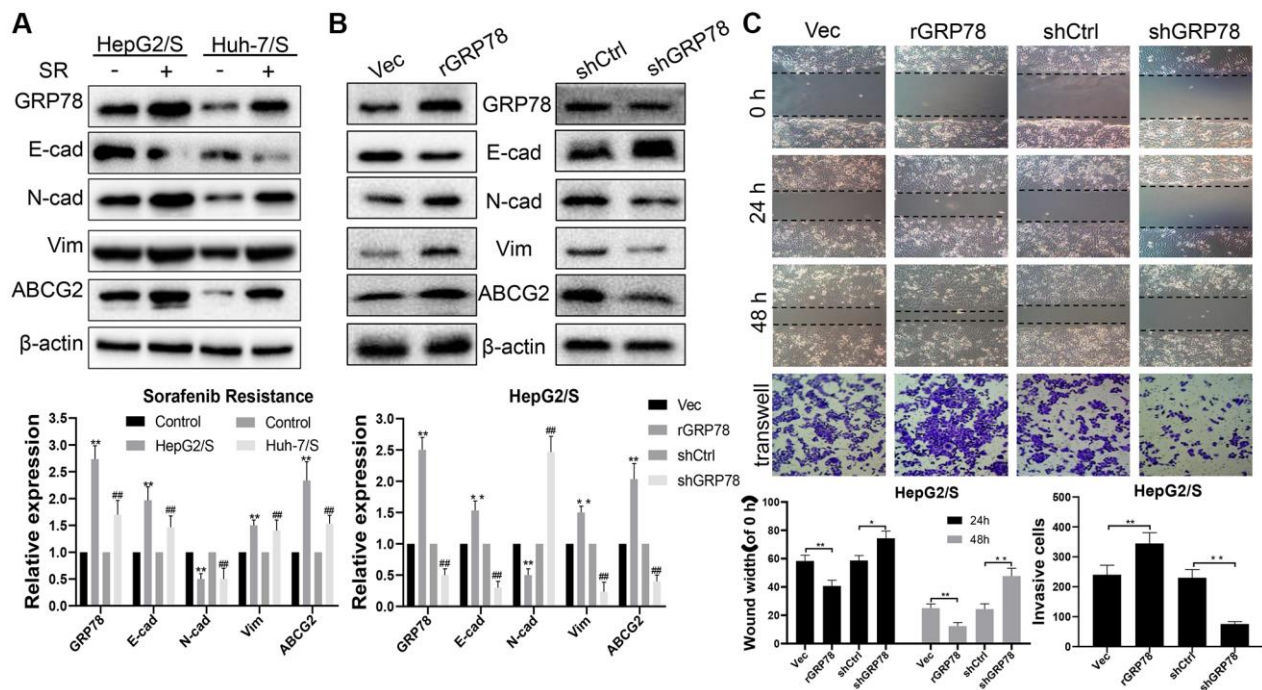 A
HepG2/S Huh-7/S
SR - + - +
GRP78
E-cad
N-cad
Vim
ABCG2
β-actin
Sorafenib Resistance
Relative expression
3.5
3.0
2.5
2.0
1.5
1.0
0.5
0.0
Control Control
HepG2/S Huh-7/S
** ## ** ## ** ## ** ## ** ##
GRP78 E-cad N-cad Vim ABCG2
B
Vec rGRP78 shCtrl shGRP78
GRP78
E-cad
N-cad
Vim
ABCG2
β-actin
HepG2/S
Relative expression
3.5
3.0
2.5
2.0
1.5
1.0
0.5
0.0
Vec
rGRP78
shCtrl
shGRP78
** ## ** ## ** ## ** ## ** ##
GRP78 E-cad N-cad Vim ABCG2
C
Vec rGRP78 shCtrl shGRP78
0 h
24 h
48 h
transwell
HepG2/S
Wound width(of 0 h)
100
80
60
40
20
0
24h
48h
** * ** **
Vec rGRP78 shCtrl shGRP78 Vec rGRP78 shCtrl shGRP78
HepG2/S
Invasive cells
500
400
300
200
100
0
** **
Vec rGRP78 shCtrl shGRP78